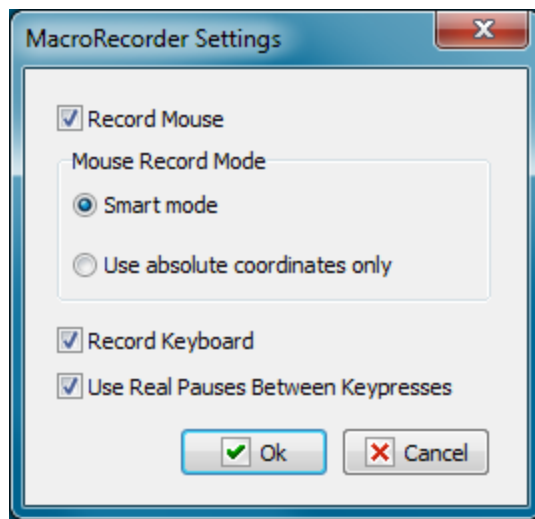 MacroRecorder Settings
Record Mouse
Mouse Record Mode
Smart mode
Use absolute coordinates only
Record Keyboard
Use Real Pauses Between Keypresses
Ok Cancel